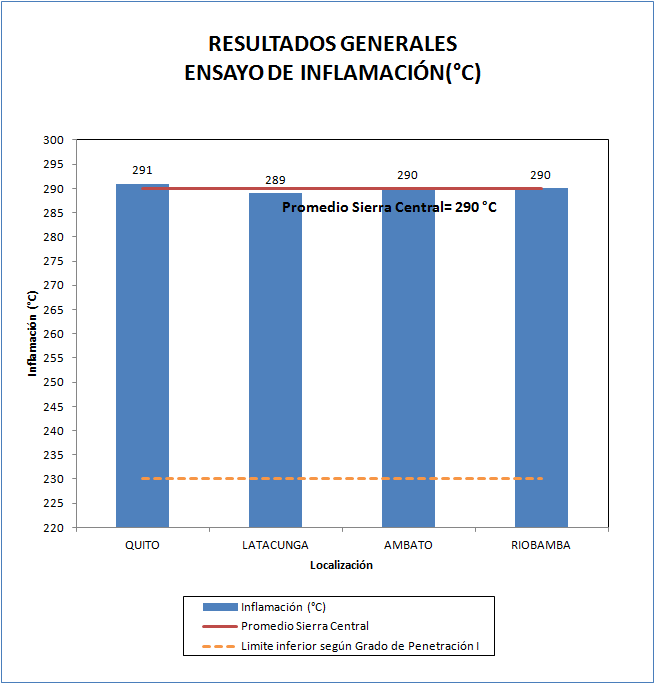 RESULTADOS GENERALES
ENSAYO DE INFLAMACIÓN(°C)
300
295
290
285
280
275
270
265
260
255
250
245
240
235
230
225
220
Inflamación (°C)
291
289
290
290
Promedio Sierra Central= 290 °C
QUITO
LATACUNGA
AMBATO
RIOBAMBA
Localización
Inflamación (°C)
Promedio Sierra Central
Limite inferior según Grado de Penetración I